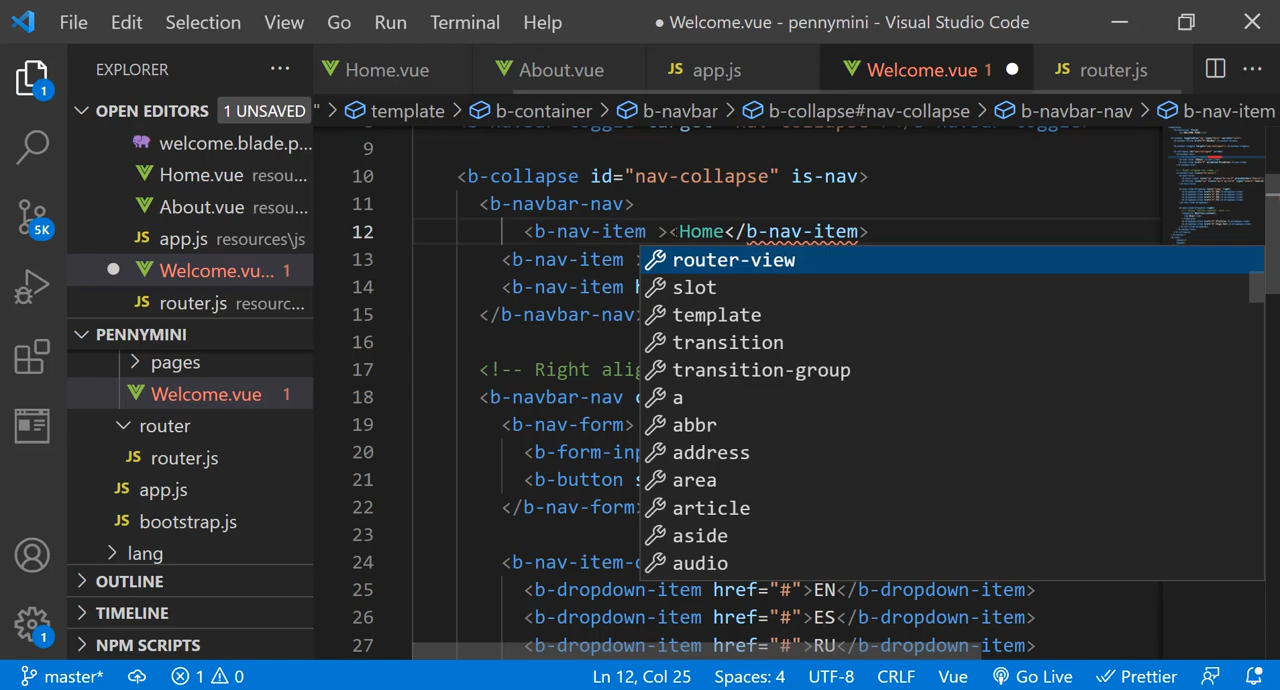 File Edit Selection View Go Run Terminal Help ● Welcome.vue - pennymini - Visual Studio Code
EXPLORER ...
Home.vue About.vue JS app.js Welcome.vue 1 JS router.js ...
OPEN EDITORS 1 UNSAVED
" > template > b-container > b-navbar > b-collapse#nav-collapse > b-navbar-nav > b-nav-item
welcome.blade.p...
Home.vue resou...
About.vue resou...
JS app.js resources\js
Welcome.vu... 1
JS router.js resourc...
PENNYMINI
pages
Welcome.vue 1
router
JS router.js
JS app.js
JS bootstrap.js
lang
OUTLINE
TIMELINE
NPM SCRIPTS
1
5K
1
9
10 <b-collapse id="nav-collapse" is-nav>
11 <b-navbar-nav>
12 <b-nav-item ><Home</b-nav-item>
13 <b-nav-item
14 <b-nav-item
15 </b-navbar-nav>
16
17 <!-- Right alig
18 <b-navbar-nav
19 <b-nav-form>
20 <b-form-inp
21 <b-button
22 </b-nav-form>
23
24 <b-nav-item-d
25 <b-dropdown-item href="#">EN</b-dropdown-item>
26 <b-dropdown-item href="#">ES</b-dropdown-item>
27 <b-dropdown-item href="#">RU</b-dropdown-item>
router-view
slot
template
transition
transition-group
a
abbr
address
area
article
aside
audio
master* 1 0 Ln 12, Col 25 Spaces: 4 UTF-8 CRLF Vue Go Live Prettier